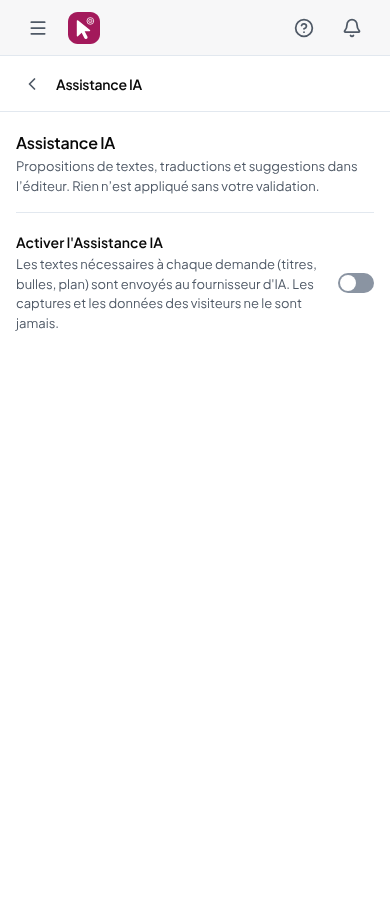 Assistance IA
Assistance IA
Propositions de textes, traductions et suggestions dans
l'éditeur. Rien n'est appliqué sans votre validation.
Activer l'Assistance IA
Les textes nécessaires à chaque demande (titres,
bulles, plan) sont envoyés au fournisseur d'IA. Les
captures et les données des visiteurs ne le sont
jamais.